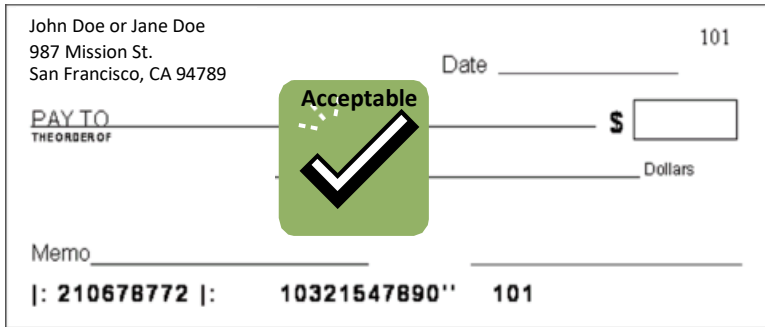 John Doe or Jane Doe
101
987 Mission St.
San Francisco, CA 94789
Date
Acceptable
PAY TO
THE ORDER OF
$
Dollars
Memo
|: 210678772 |: 10321547890'' 101